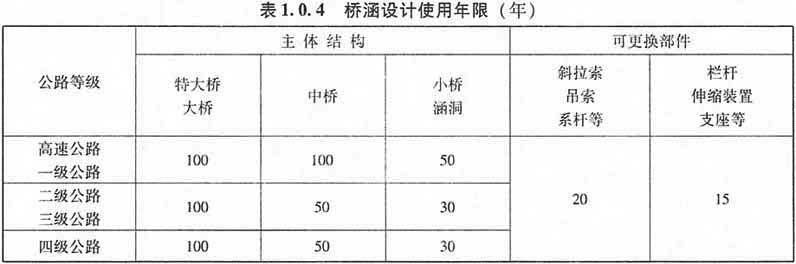 表1.0.4 桥涵设计使用年限(年)
公路等级
主体结构
可更换部件
特大桥
大桥
中桥
小桥
涵洞
斜拉索
吊索
系杆等
栏杆
伸缩装置
支座等
高速公路
一级公路
100
100
50
20
15
二级公路
三级公路
100
50
30
四级公路
100
50
30